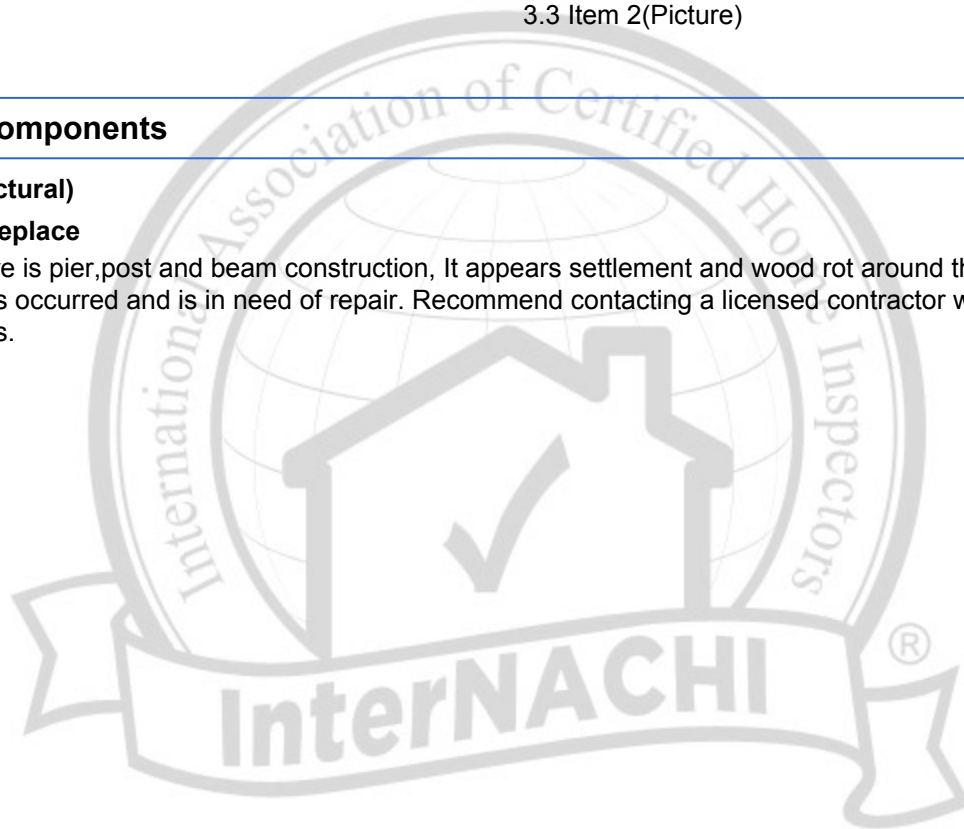 3.3 Item 2(Picture)
omponents
ctural)
eplace
e is pier,post and beam construction, It appears settlement and wood rot around th
s occurred and is in need of repair. Recommend contacting a licensed contractor w
s.
International Association of Certified Home Inspectors
InterNACHI
®